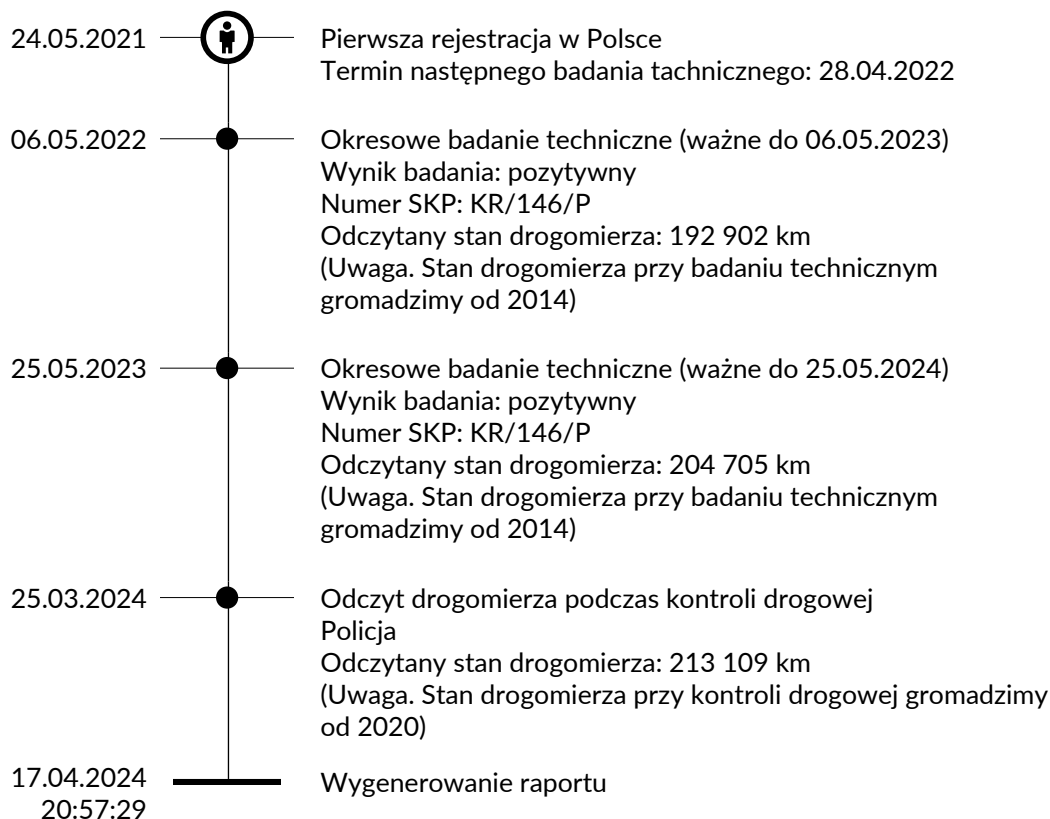 24.05.2021
Pierwsza rejestracja w Polsce
Termin następnego badania tachnicznego: 28.04.2022
06.05.2022
Okresowe badanie techniczne (ważne do 06.05.2023)
Wynik badania: pozytywny
Numer SKP: KR/146/P
Odczytany stan drogomierza: 192 902 km
(Uwaga. Stan drogomierza przy badaniu technicznym
gromadzimy od 2014)
25.05.2023
Okresowe badanie techniczne (ważne do 25.05.2024)
Wynik badania: pozytywny
Numer SKP: KR/146/P
Odczytany stan drogomierza: 204 705 km
(Uwaga. Stan drogomierza przy badaniu technicznym
gromadzimy od 2014)
25.03.2024
Odczyt drogomierza podczas kontroli drogowej
Policja
Odczytany stan drogomierza: 213 109 km
(Uwaga. Stan drogomierza przy kontroli drogowej gromadzimy
od 2020)
17.04.2024
20:57:29
Wygenerowanie raportu